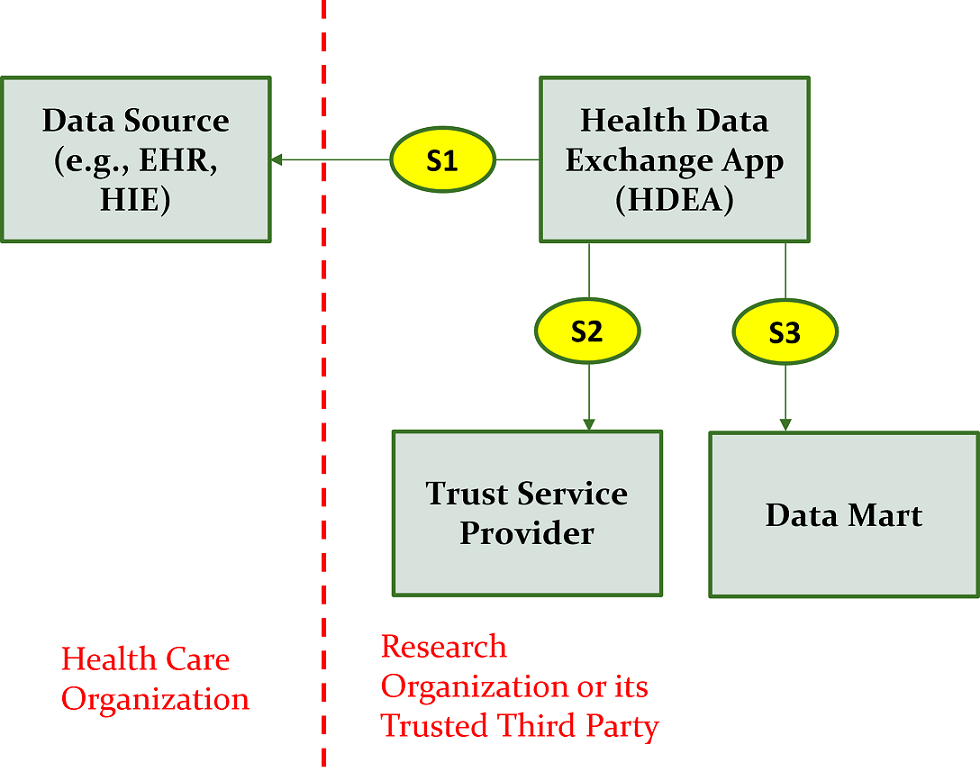 Data Source
(e.g., EHR,
HIE)
S1
Health Data
Exchange App
(HDEA)
S2
S3
Trust Service
Provider
Data Mart
Health Care
Organization
Research
Organization or its
Trusted Third Party